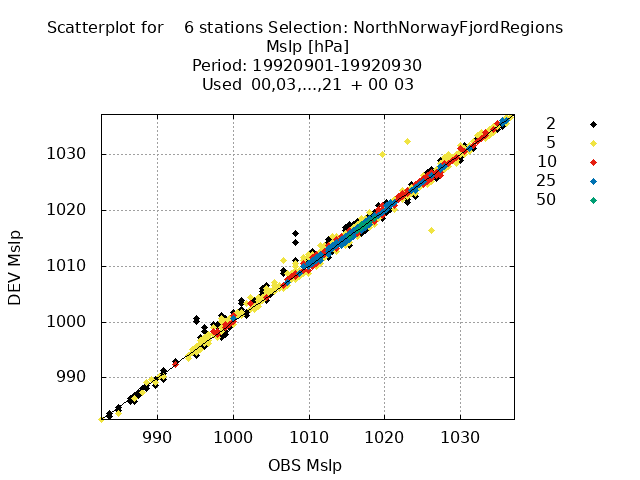 Scatterplot for    6 stations Selection: NorthNorwayFjordRegions
Mslp [hPa]
Period: 19920901-19920930
Used  00,03,...,21  + 00 03
2
5
10
25
50
1030
1020
1010
1000
990
DEV Mslp
990 1000 1010 1020 1030
OBS Mslp